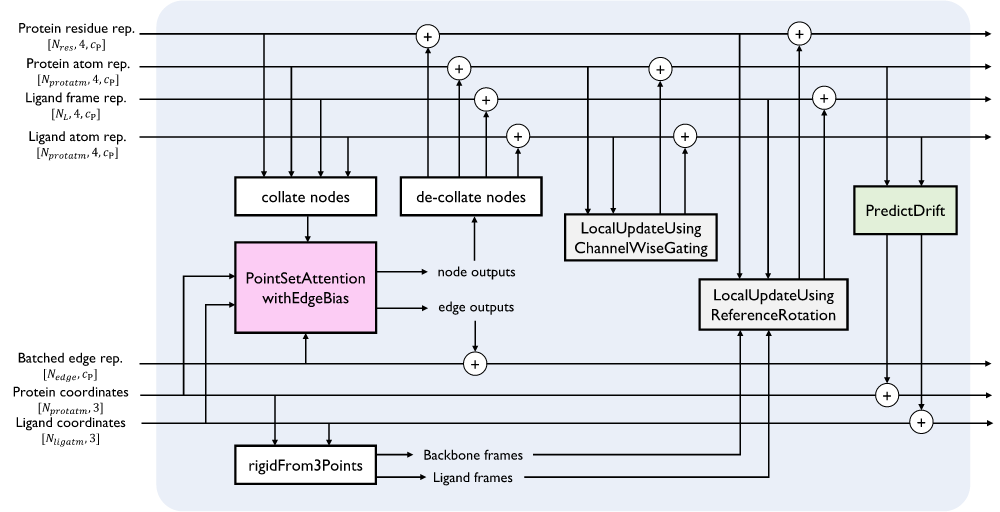 Protein residue rep.
[N_res, 4, c_P]
Protein atom rep.
[N_protatm, 4, c_P]
Ligand frame rep.
[N_L, 4, c_P]
Ligand atom rep.
[N_protatm, 4, c_P]
+
+
+
+
+
+
+
+
collate nodes
de-collate nodes
LocalUpdateUsing
ChannelWiseGating
PredictDrift
PointSetAttention
withEdgeBias
node outputs
edge outputs
LocalUpdateUsing
ReferenceRotation
Batched edge rep.
[N_edge, c_P]
+
Protein coordinates
[N_protatm, 3]
+
Ligand coordinates
[N_ligatm, 3]
+
rigidFrom3Points
Backbone frames
Ligand frames